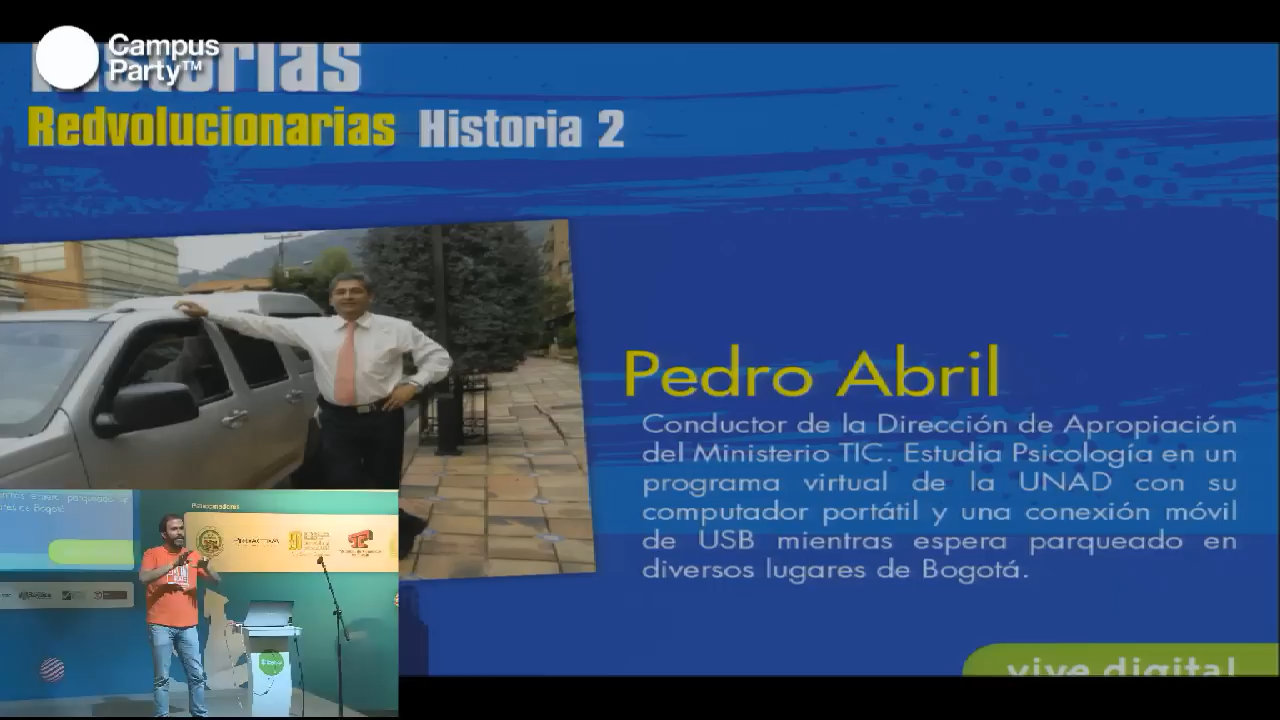 Campus
Party™
Historias
Redvolucionarias Historia 2
Pedro Abril
Conductor de la Dirección de Apropiación
del Ministerio TIC. Estudia Psicología en un
programa virtual de la UNAD con su
computador portátil y una conexión móvil
de USB mientras espera parqueado en
diversos lugares de Bogotá.
vive digital
Patrocinadores